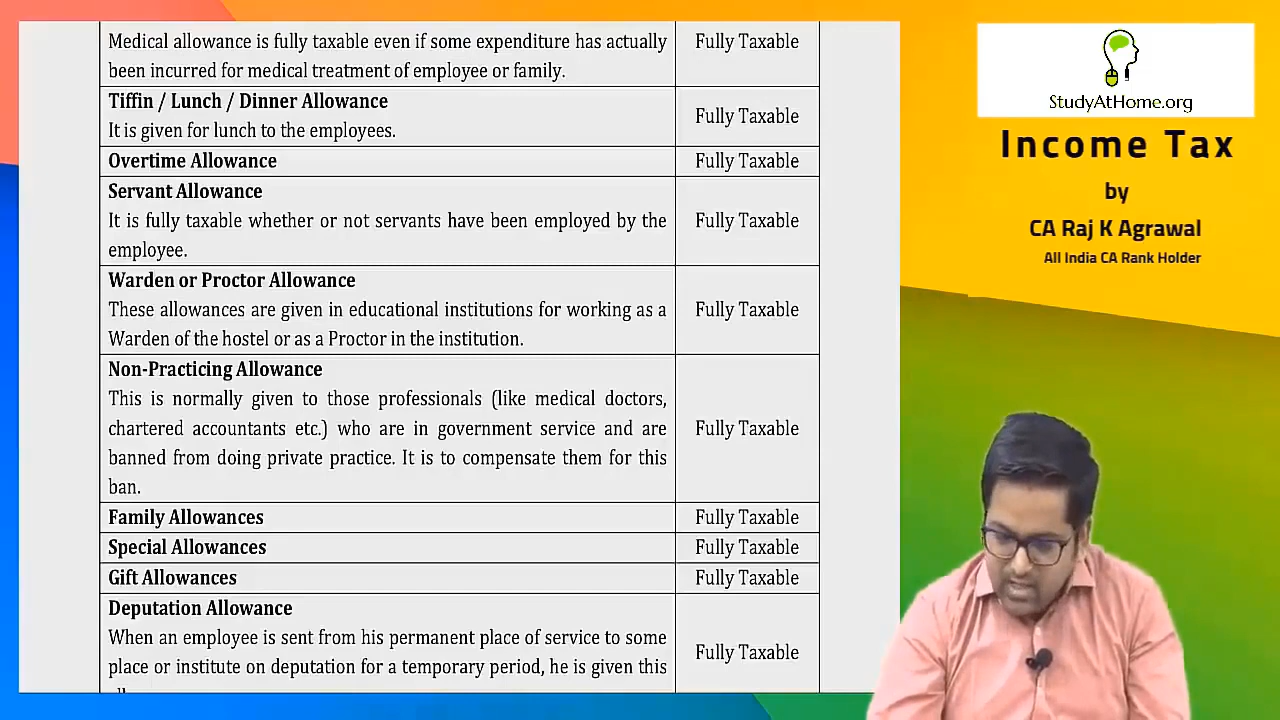 Medical allowance is fully taxable even if some expenditure has actually
been incurred for medical treatment of employee or family.
Fully Taxable
Tiffin / Lunch / Dinner Allowance
It is given for lunch to the employees.
Fully Taxable
Overtime Allowance
Fully Taxable
Servant Allowance
It is fully taxable whether or not servants have been employed by the
employee.
Fully Taxable
Warden or Proctor Allowance
These allowances are given in educational institutions for working as a
Warden of the hostel or as a Proctor in the institution.
Fully Taxable
Non-Practicing Allowance
This is normally given to those professionals (like medical doctors,
chartered accountants etc.) who are in government service and are
banned from doing private practice. It is to compensate them for this
ban.
Fully Taxable
Family Allowances
Fully Taxable
Special Allowances
Fully Taxable
Gift Allowances
Fully Taxable
Deputation Allowance
When an employee is sent from his permanent place of service to some
place or institute on deputation for a temporary period, he is given this
Fully Taxable
StudyAtHome.org
Income Tax
by
CA Raj K Agrawal
All India CA Rank Holder